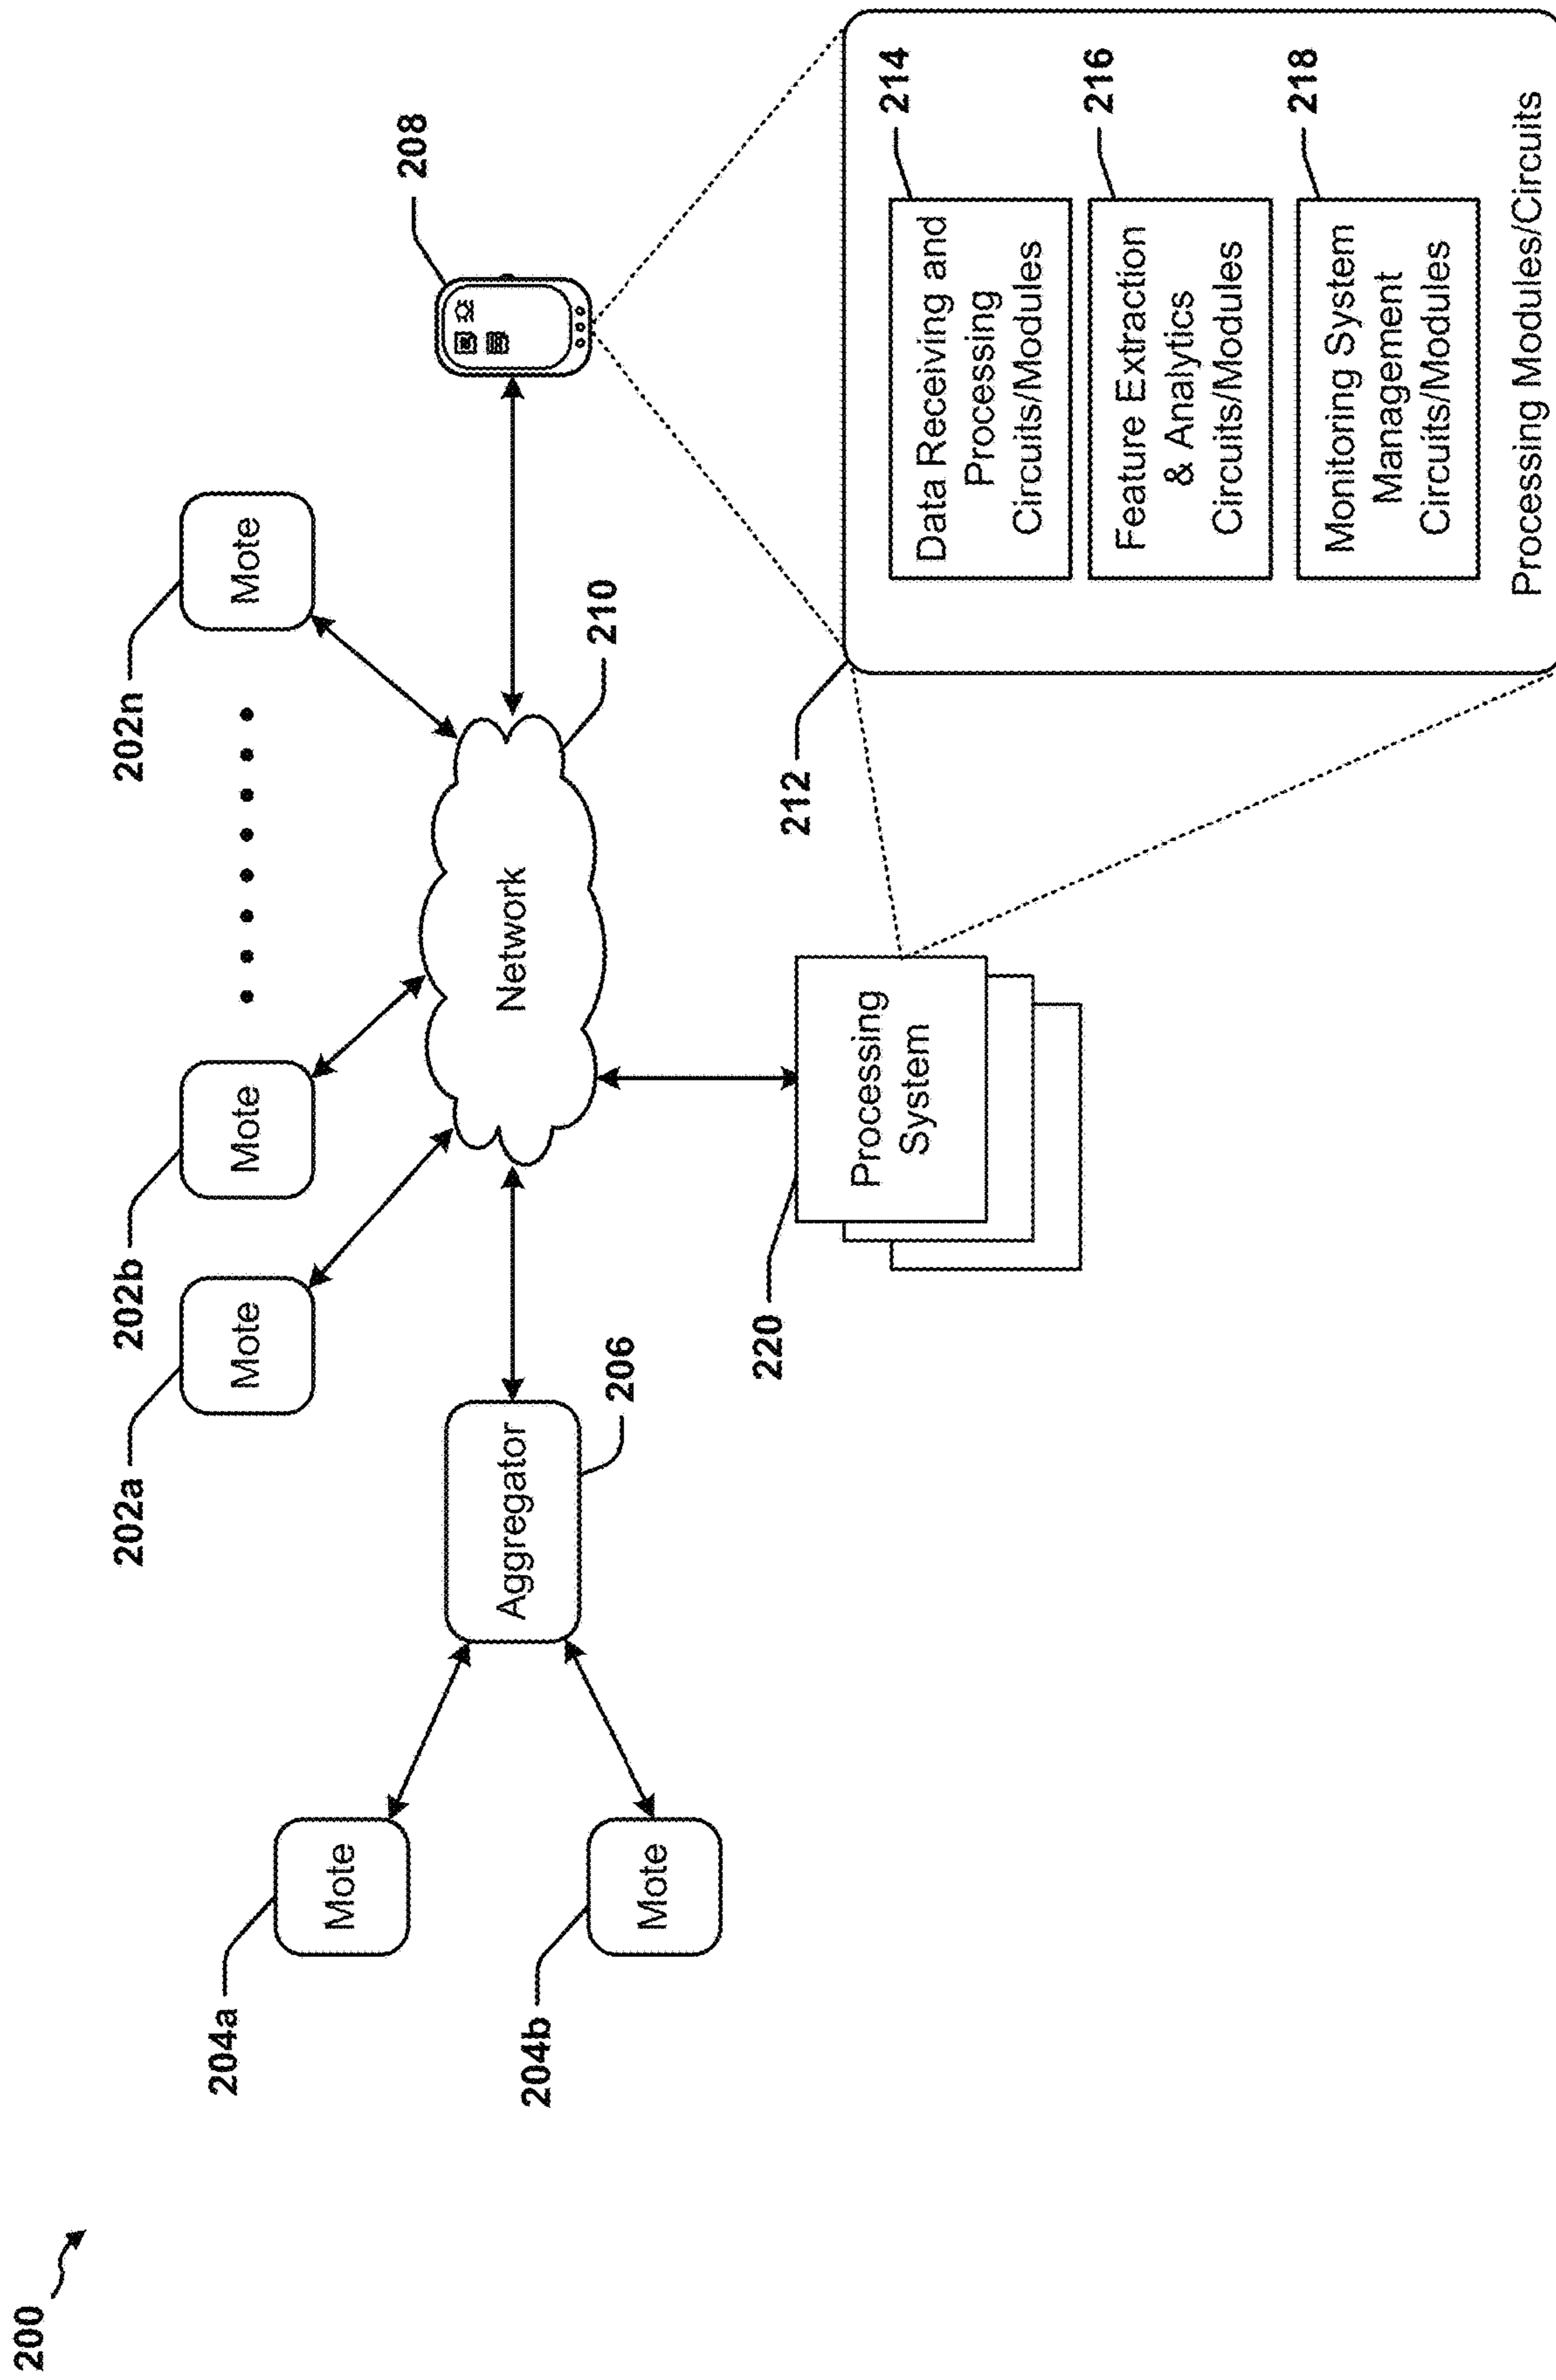 200
202a
202b
202n
Mote
Mote
Mote
208
204a
Mote
Aggregator
Network
206
210
204b
Mote
220
Processing
System
212
214
Data Receiving and
Processing
Circuits/Modules
216
Feature Extraction
& Analytics
Circuits/Modules
218
Monitoring System
Management
Circuits/Modules
Processing Modules/Circuits